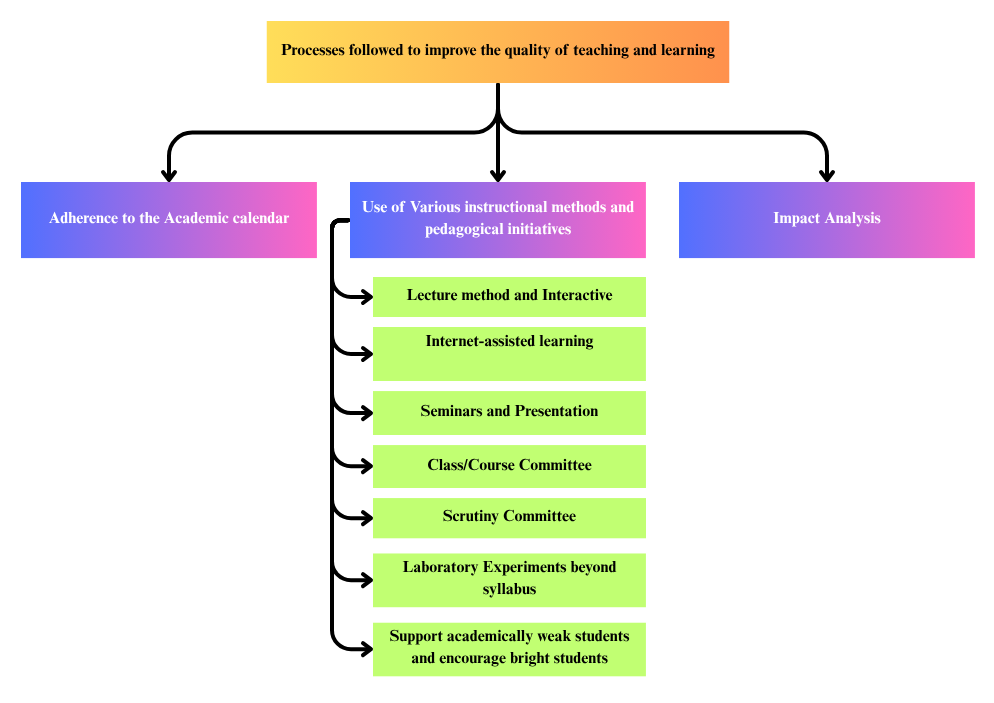 Processes followed to improve the quality of teaching and learning
Adherence to the Academic calendar
Use of Various instructional methods and
pedagogical initiatives
Impact Analysis
Lecture method and Interactive
Internet-assisted learning
Seminars and Presentation
Class/Course Committee
Scrutiny Committee
Laboratory Experiments beyond
syllabus
Support academically weak students
and encourage bright students